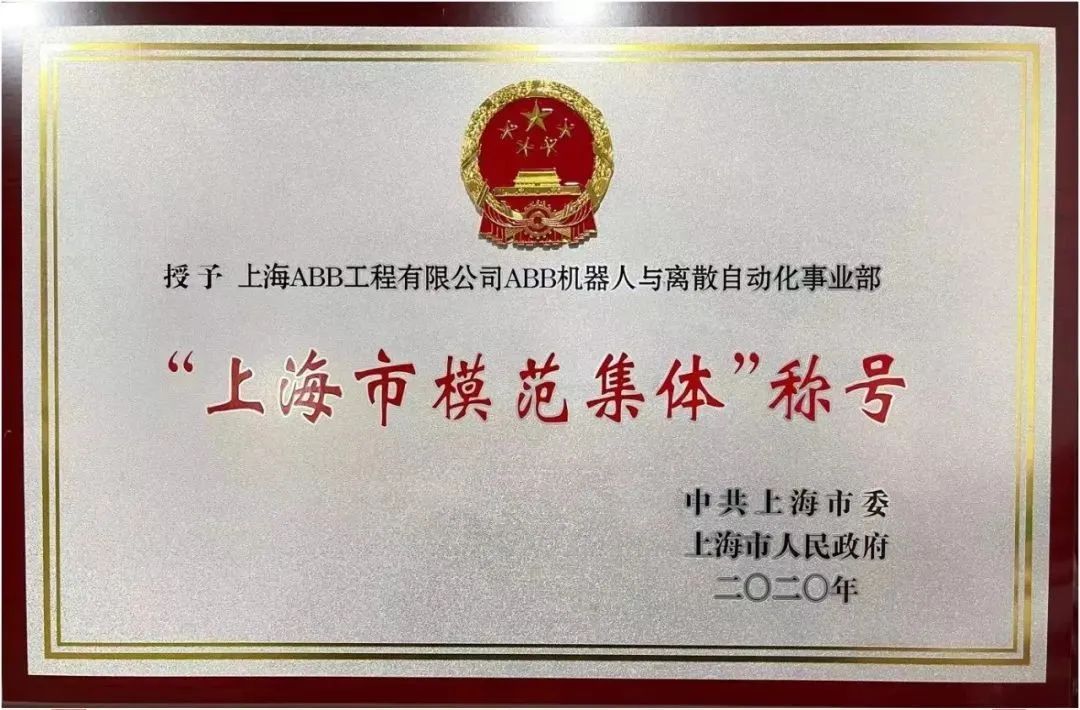 授予 上海ABB工程有限公司ABB机器人与离散自动化事业部
“上海市模范集体”称号
中共上海市委
上海市人民政府
二〇二〇年